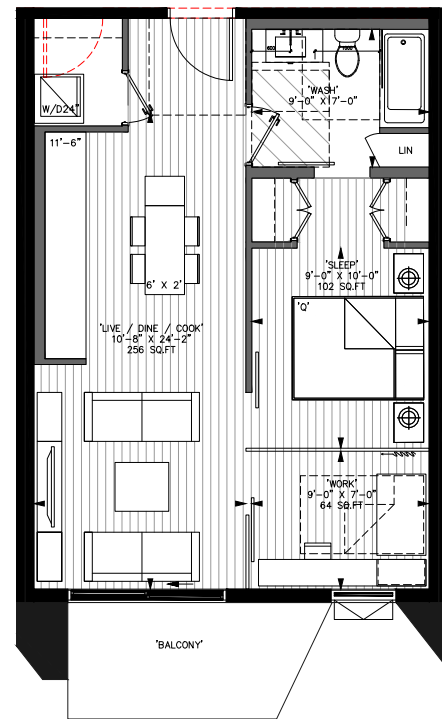 600
1000
'WASH'
9'-0" X 7'-0"
W/D24"
11'-6"
LIN
'SLEEP'
9'-0" X 10'-0"
102 SQ.FT
6' X 2'
'Q'
'LIVE / DINE / COOK'
10'-8" X 24'-2"
256 SQ.FT
'WORK'
9'-0" X 7'-0"
64 SQ.FT
'BALCONY'